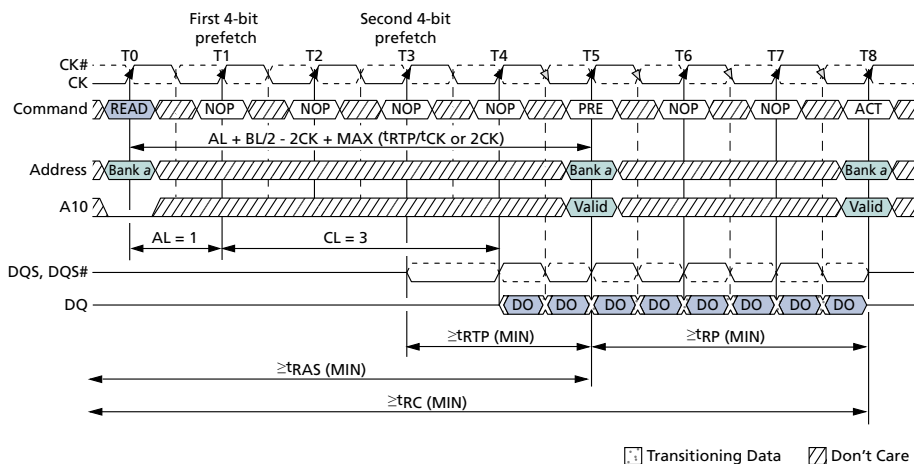 First 4-bit prefetch
Second 4-bit prefetch
T0 T1 T2 T3 T4 T5 T6 T7 T8
CK#
CK
Command READ NOP NOP NOP NOP PRE NOP NOP ACT
AL + BL/2 - 2CK + MAX (tRTP/tCK or 2CK)
Address Bank a Bank a Bank a
A10 Valid Valid
AL = 1 CL = 3
DQS, DQS#
DQ DO DO DO DO DO DO DO DO
≥tRTP (MIN) ≥tRP (MIN)
≥tRAS (MIN)
≥tRC (MIN)
Transitioning Data Don't Care